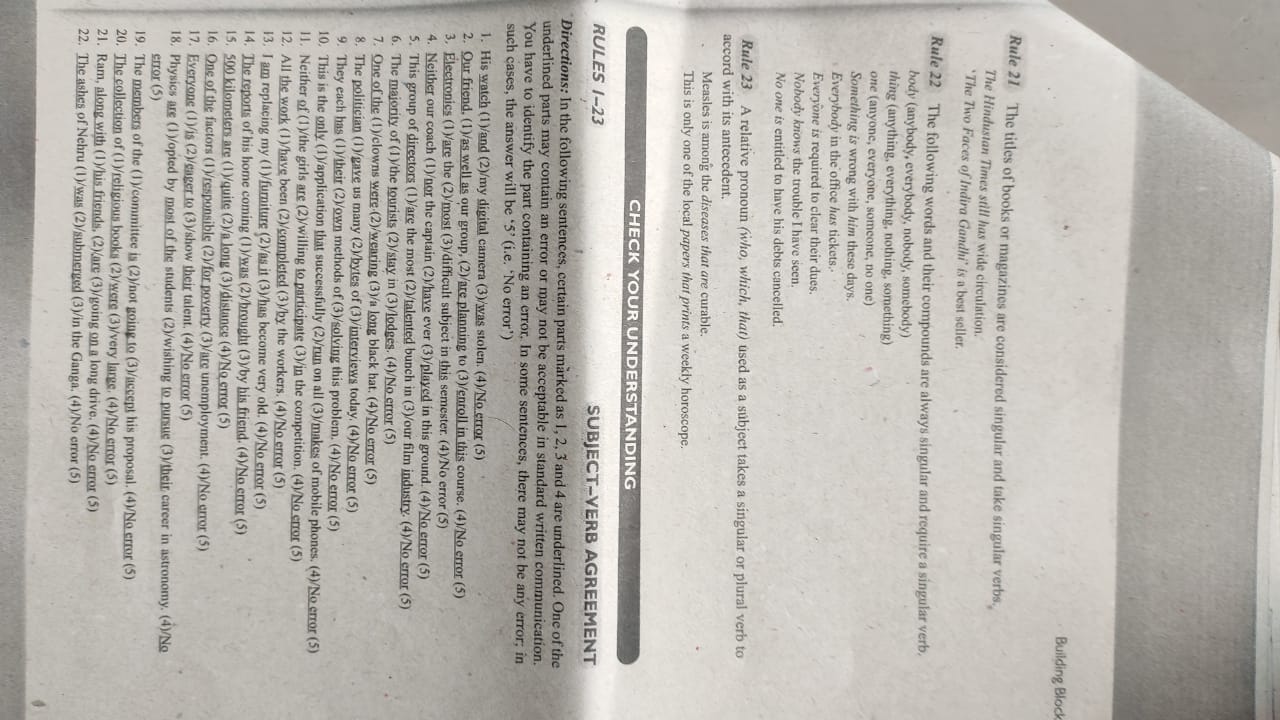 Building Block
Rule 21 The titles of books or magazines are considered singular and take singular verbs.
The Hindustan Times still has wide circulation.
'The Two Faces of Indira Gandhi' is a best seller.
Rule 22 The following words and their compounds are always singular and require a singular verb.
body (anybody, everybody, nobody, somebody)
thing (anything, everything, nothing, something)
one (anyone, everyone, someone, no one)
Something is wrong with him these days.
Everybody in the office has tickets.
Everyone is required to clear their dues.
Nobody knows the trouble I have seen.
No one is entitled to have his debts cancelled.
Rule 23 A relative pronoun (who, which, that) used as a subject takes a singular or plural verb to
accord with its antecedent.
Measles is among the diseases that are curable.
This is only one of the local papers that prints a weekly horoscope.
CHECK YOUR UNDERSTANDING
RULES 1–23 SUBJECT–VERB AGREEMENT
Directions: In the following sentences, certain parts marked as 1, 2, 3 and 4 are underlined. One of the
underlined parts may contain an error or may not be acceptable in standard written communication.
You have to identify the part containing an error. In some sentences, there may not be any error; in
such cases, the answer will be '5' (i.e. 'No error')
1. His watch (1)/and (2)/my digital camera (3)/was stolen. (4)/No error (5)
2. Our friend, (1)/as well as our group, (2)/are planning to (3)/enroll in this course. (4)/No error (5)
3. Electronics (1)/are the (2)/most (3)/difficult subject in this semester. (4)/No error (5)
4. Neither our coach (1)/nor the captain (2)/have ever (3)/played in this ground. (4)/No error (5)
5. This group of directors (1)/are the most (2)/talented bunch in (3)/our film industry. (4)/No error (5)
6. The majority of (1)/the tourists (2)/stay in (3)/lodges. (4)/No error (5)
7. One of the (1)/clowns were (2)/wearing (3)/a long black hat (4)/No error (5)
8. The politician (1)/gave us many (2)/bytes of (3)/interviews today. (4)/No error (5)
9. They each has (1)/their (2)/own methods of (3)/solving this problem. (4)/No error (5)
10. This is the only (1)/application that successfully (2)/run on all (3)/makes of mobile phones. (4)/No error (5)
11. Neither of (1)/the girls are (2)/willing to participate (3)/in the competition. (4)/No error (5)
12. All the work (1)/have been (2)/completed (3)/by the workers. (4)/No error (5)
13. I am replacing my (1)/furniture (2)/as it (3)/has become very old. (4)/No error (5)
14. The reports of his home coming (1)/was (2)/brought (3)/by his friend. (4)/No error (5)
15. 500 kilometers are (1)/quite (2)/a long (3)/distance (4)/No error (5)
16. One of the factors (1)/responsible (2)/for poverty (3)/are unemployment. (4)/No error (5)
17. Everyone (1)/is (2)/eager to (3)/show their talent. (4)/No error (5)
18. Physics are (1)/opted by most of the students (2)/wishing to pursue (3)/their career in astronomy. (4)/No
error (5)
19. The members of the (1)/committee is (2)/not going to (3)/accept his proposal. (4)/No error (5)
20. The collection of (1)/religious books (2)/were (3)/very large. (4)/No error (5)
21. Ram, along with (1)/his friends, (2)/are (3)/going on a long drive. (4)/No error (5)
22. The ashes of Nehru (1)/was (2)/submerged (3)/in the Ganga. (4)/No error (5)